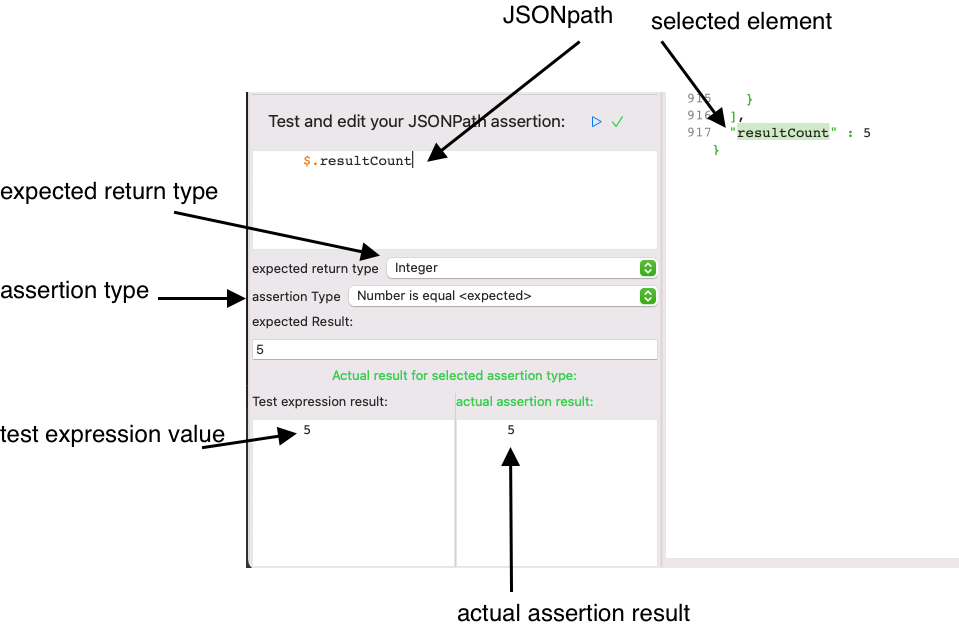 JSONpath
selected element
915 }
916 ],
917 "resultCount" : 5
}
Test and edit your JSONPath assertion:
$.resultCount
expected return type
expected return type Integer
assertion type
assertion Type Number is equal <expected>
expected Result:
5
Actual result for selected assertion type:
Test expression result: actual assertion result:
test expression value
5 5
actual assertion result